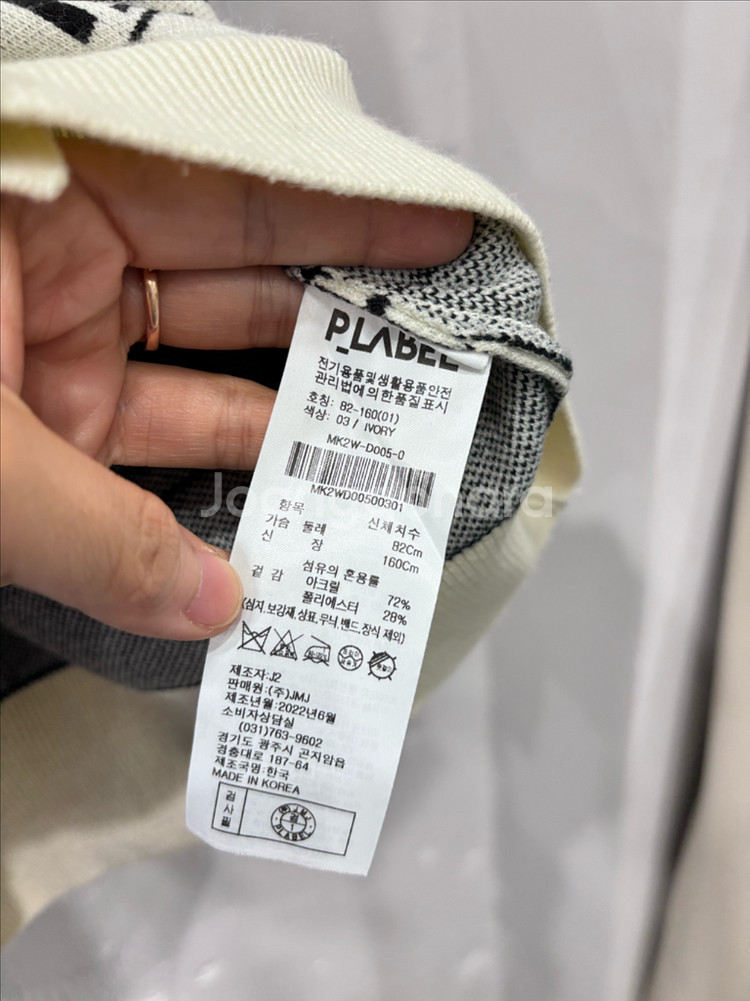 P_LABEL
전기용품및생활용품안전
관리법에의한품질표시
호칭: 82-160(01)
색상: 03 / IVORY
MK2W-D005-0
MK2WD00500301
항목 신체치수
가슴 둘레 82Cm
신 장 160Cm
섬유의 혼용률
겉 감 아크릴 72%
폴리에스터 28%
(심지,보강재,상표,무늬,밴드,장식 제외)
제조자:J2
판매원:(주)JMJ
제조년월:2022년6월
소비자상담실
(031)763-9602
경기도 광주시 곤지암읍
경충대로 187-64
제조국명:한국
MADE IN KOREA
검사필
(주)JMJ
검
1
PLABEL
Joonggonara